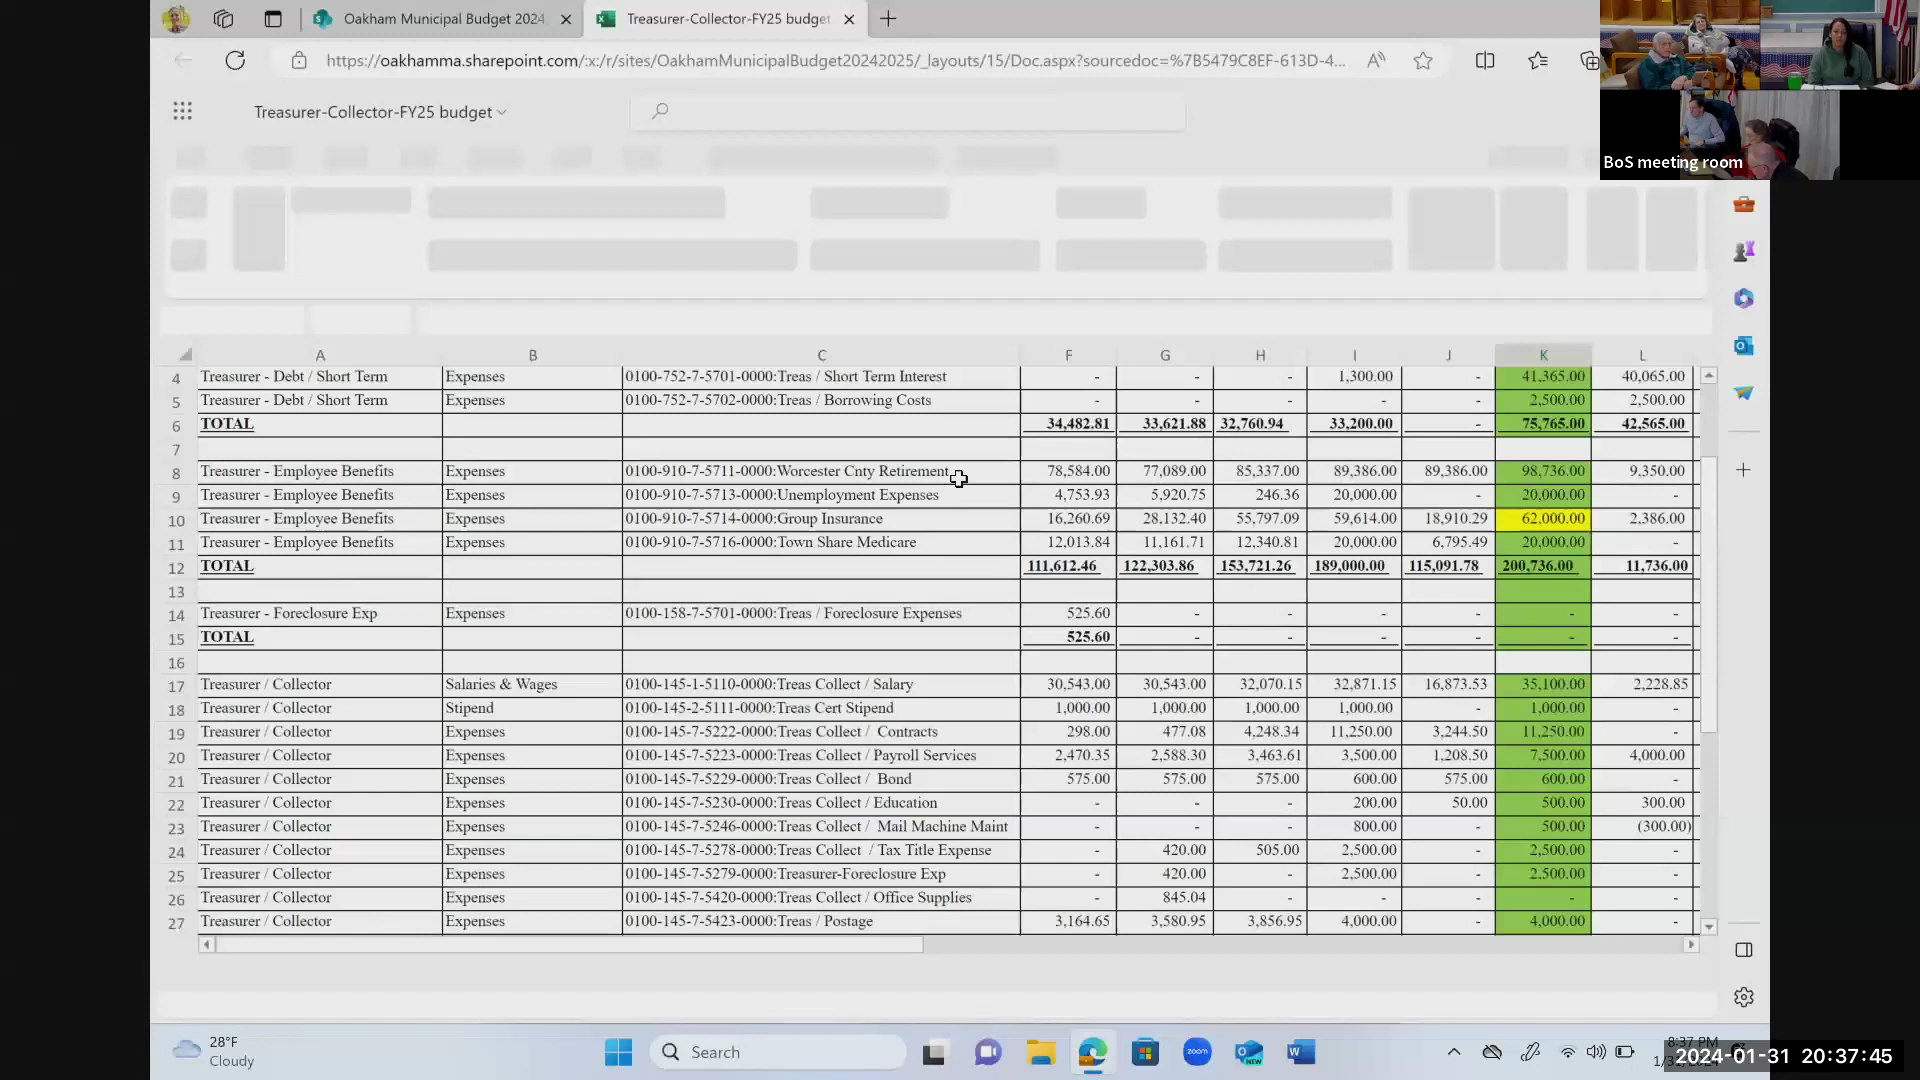 Oakham Municipal Budget 2024
Treasurer-Collector-FY25 budget
https://oakhamma.sharepoint.com/:x:/r/sites/OakhamMunicipalBudget20242025/_layouts/15/Doc.aspx?sourcedoc=%7B5479C8EF-613D-4...
Treasurer-Collector-FY25 budget
BoS meeting room
A B C F G H I J K L
4 Treasurer - Debt / Short Term Expenses 0100-752-7-5701-0000:Treas / Short Term Interest - - - 1,300.00 - 41,365.00 40,065.00
5 Treasurer - Debt / Short Term Expenses 0100-752-7-5702-0000:Treas / Borrowing Costs - - - - - 2,500.00 2,500.00
6 TOTAL 34,482.81 33,621.88 32,760.94 33,200.00 - 75,765.00 42,565.00
7
8 Treasurer - Employee Benefits Expenses 0100-910-7-5711-0000:Worcester Cnty Retirement 78,584.00 77,089.00 85,337.00 89,386.00 89,386.00 98,736.00 9,350.00
9 Treasurer - Employee Benefits Expenses 0100-910-7-5713-0000:Unemployment Expenses 4,753.93 5,920.75 246.36 20,000.00 - 20,000.00 -
10 Treasurer - Employee Benefits Expenses 0100-910-7-5714-0000:Group Insurance 16,260.69 28,132.40 55,797.09 59,614.00 18,910.29 62,000.00 2,386.00
11 Treasurer - Employee Benefits Expenses 0100-910-7-5716-0000:Town Share Medicare 12,013.84 11,161.71 12,340.81 20,000.00 6,795.49 20,000.00 -
12 TOTAL 111,612.46 122,303.86 153,721.26 189,000.00 115,091.78 200,736.00 11,736.00
13
14 Treasurer - Foreclosure Exp Expenses 0100-158-7-5701-0000:Treas / Foreclosure Expenses 525.60 - - - - - -
15 TOTAL 525.60 - - - - - -
16
17 Treasurer / Collector Salaries & Wages 0100-145-1-5110-0000:Treas Collect / Salary 30,543.00 30,543.00 32,070.15 32,871.15 16,873.53 35,100.00 2,228.85
18 Treasurer / Collector Stipend 0100-145-2-5111-0000:Treas Cert Stipend 1,000.00 1,000.00 1,000.00 1,000.00 - 1,000.00 -
19 Treasurer / Collector Expenses 0100-145-7-5222-0000:Treas Collect / Contracts 298.00 477.08 4,248.34 11,250.00 3,244.50 11,250.00 -
20 Treasurer / Collector Expenses 0100-145-7-5223-0000:Treas Collect / Payroll Services 2,470.35 2,588.30 3,463.61 3,500.00 1,208.50 7,500.00 4,000.00
21 Treasurer / Collector Expenses 0100-145-7-5229-0000:Treas Collect / Bond 575.00 575.00 575.00 600.00 575.00 600.00 -
22 Treasurer / Collector Expenses 0100-145-7-5230-0000:Treas Collect / Education - - - 200.00 50.00 500.00 300.00
23 Treasurer / Collector Expenses 0100-145-7-5246-0000:Treas Collect / Mail Machine Maint - - - 800.00 - 500.00 (300.00)
24 Treasurer / Collector Expenses 0100-145-7-5278-0000:Treas Collect / Tax Title Expense - 420.00 505.00 2,500.00 - 2,500.00 -
25 Treasurer / Collector Expenses 0100-145-7-5279-0000:Treasurer-Foreclosure Exp - 420.00 - 2,500.00 - 2,500.00 -
26 Treasurer / Collector Expenses 0100-145-7-5420-0000:Treas Collect / Office Supplies - 845.04 - - - - -
27 Treasurer / Collector Expenses 0100-145-7-5423-0000:Treas / Postage 3,164.65 3,580.95 3,856.95 4,000.00 - 4,000.00 -
28°F
Cloudy
Search
zoom
NEW
8:37 PM
2024-01-31 20:37:45